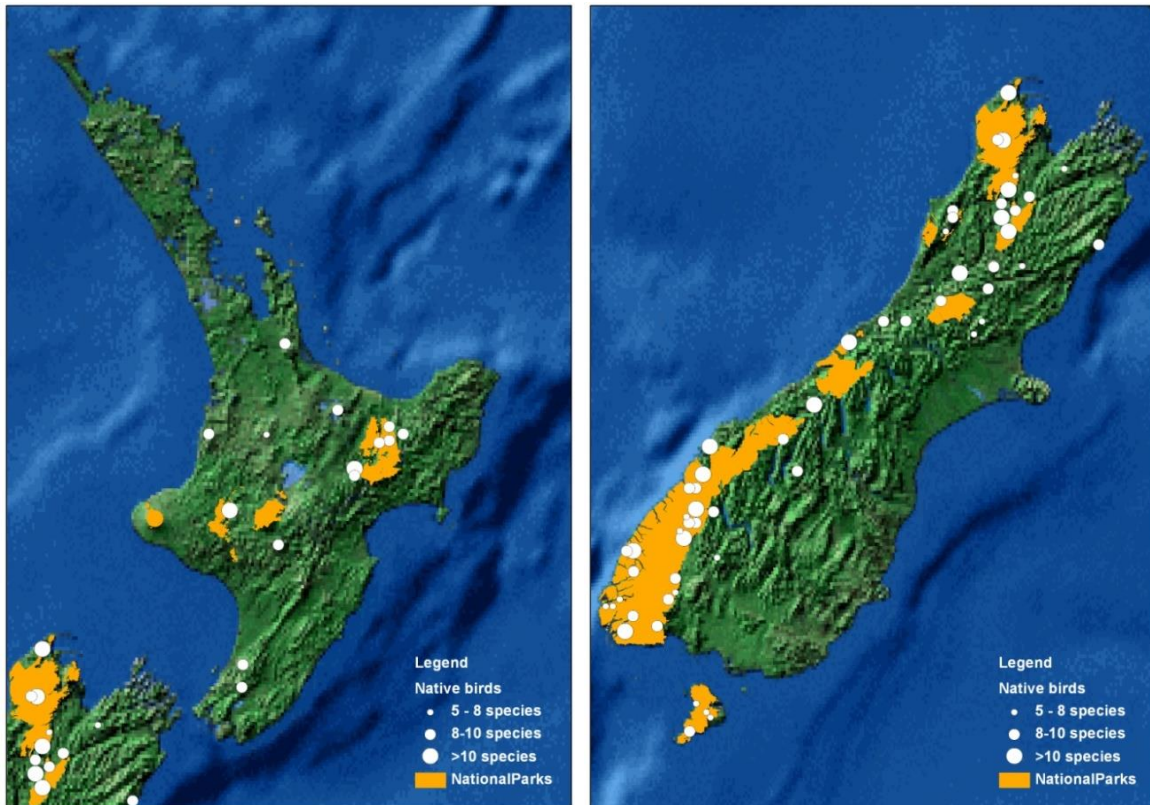 Legend
Native birds
5 - 8 species
8-10 species
>10 species
NationalParks
Legend
Native birds
5 - 8 species
8-10 species
>10 species
NationalParks